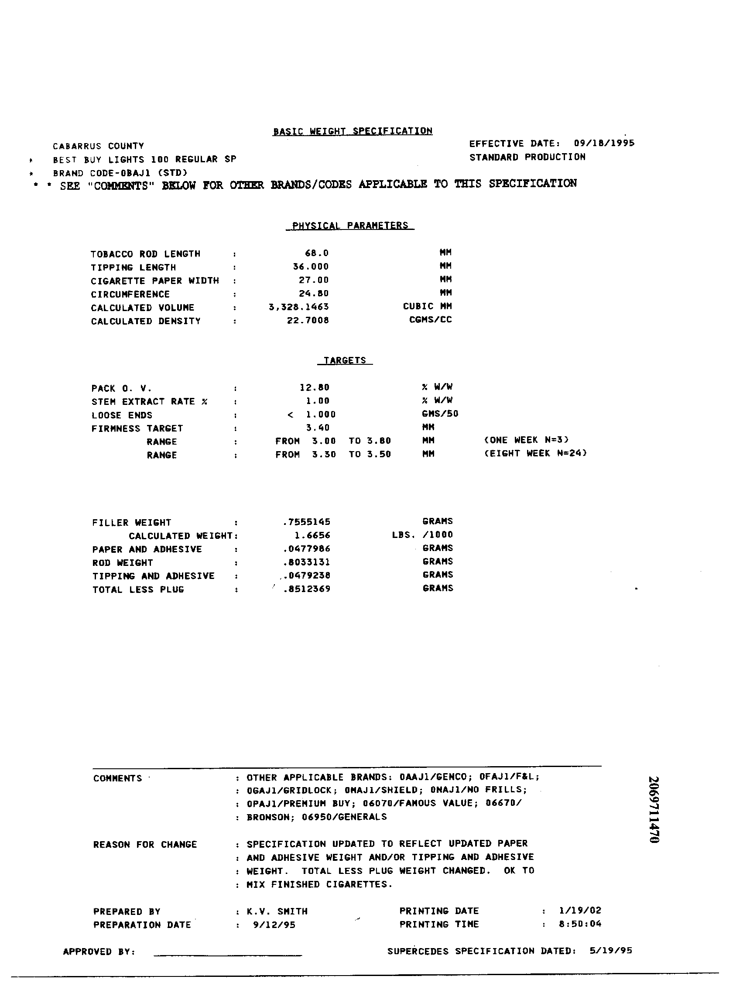 BASIC WEIGHT SPECIFICATION
CABARRUS COUNTY EFFECTIVE DATE: 09/18/1995
* BEST BUY LIGHTS 100 REGULAR SP STANDARD PRODUCTION
* BRAND CODE-0BAJ1 (STD)
* * SEE "COMMENTS" BELOW FOR OTHER BRANDS/CODES APPLICABLE TO THIS SPECIFICATION
PHYSICAL PARAMETERS
TOBACCO ROD LENGTH : 68.0 MM
TIPPING LENGTH : 36.000 MM
CIGARETTE PAPER WIDTH : 27.00 MM
CIRCUMFERENCE : 24.80 MM
CALCULATED VOLUME : 3,328.1463 CUBIC MM
CALCULATED DENSITY : 22.7008 CGMS/CC
TARGETS
PACK O. V. : 12.80 % W/W
STEM EXTRACT RATE % : 1.00 % W/W
LOOSE ENDS : < 1.000 GMS/50
FIRMNESS TARGET : 3.40 MM
RANGE : FROM 3.00 TO 3.80 MM (ONE WEEK N=3)
RANGE : FROM 3.30 TO 3.50 MM (EIGHT WEEK N=24)
FILLER WEIGHT : .7555145 GRAMS
CALCULATED WEIGHT: 1.6656 LBS. /1000
PAPER AND ADHESIVE : .0477986 GRAMS
ROD WEIGHT : .8033131 GRAMS
TIPPING AND ADHESIVE : .0479238 GRAMS
TOTAL LESS PLUG : .8512369 GRAMS
COMMENTS : OTHER APPLICABLE BRANDS: 0AAJ1/GEMCO; 0FAJ1/F&L;
: 0GAJ1/GRIDLOCK; 0MAJ1/SHIELD; 0NAJ1/NO FRILLS;
: 0PAJ1/PREMIUM BUY; 06070/FAMOUS VALUE; 06670/
: BRONSON; 06950/GENERALS
REASON FOR CHANGE : SPECIFICATION UPDATED TO REFLECT UPDATED PAPER
: AND ADHESIVE WEIGHT AND/OR TIPPING AND ADHESIVE
: WEIGHT. TOTAL LESS PLUG WEIGHT CHANGED. OK TO
: MIX FINISHED CIGARETTES.
PREPARED BY : K.V. SMITH PRINTING DATE : 1/19/02
PREPARATION DATE : 9/12/95 PRINTING TIME : 8:50:04
APPROVED BY: SUPERCEDES SPECIFICATION DATED: 5/19/95
2069711470